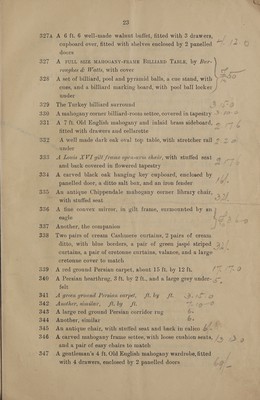 23
327A A 6 ft. 6 well-made walnut buffet, fitted with 3 drawers,
cupboard over, fitted with shelves enclosed by 2 panelled
doors
327 A FULL SIZE MAHOGANY-FRAME BILLIARD TABLE, by Bur-
roughes & Watts, with cover
328 A set of billiard, pool and pyramid balls, a cue stand, with
cues, and a billiard marking board, with pool ball locker
under
329 The Turkey billiard surround
330 A mahogany corner billiard-room settee, covered in tapestry
331 A 7 ft. Old English mahogany and inlaid brass sideboard,
fitted with drawers and cellarette
332 A well made dark oak oval top table, with stretcher rail
under
333 A Louis XVI gilt frame open-arm chair, with stuffed seat
and back covered in flowered tapestry
334 A carved black oak hanging key cupboard, enclosed by
panelled door, a ditto salt box, and an iron fender
335 An antique Chippendale mahogany corner library chair,
with stuffed seat
336 A fine convex mirror, in gilt frame, surmounted by an
eagle
337 Another, the companion
338 Two pairs of cream Cashmere curtains, 2 pairs of cream
ditto, with blue borders, a pair of green jaspé striped
curtains, a pair of cretonne curtains, valance, and a large
cretonne cover to match
339 A red ground Persian carpet, about 15 ft. by 12 ft.
340 A Persian hearthrug, 5 ft. by 2 ft., and a large grey under-
felt
341 A green ground Persian carpet, ft. by ft.
342 Another, similar, ft. by ft.
343 A large red ground Persian corridor rug
344 Another, similar
345 An antique chair, with stuffed seat and back in calico
346 A carved mahogany frame settee, with loose cushion seats,
and a pair of easy chairs to match
347 A gentleman's 4 ft. Old English mahogany wardrobe, fitted
with 4 drawers, enclosed by 2 panelled doors